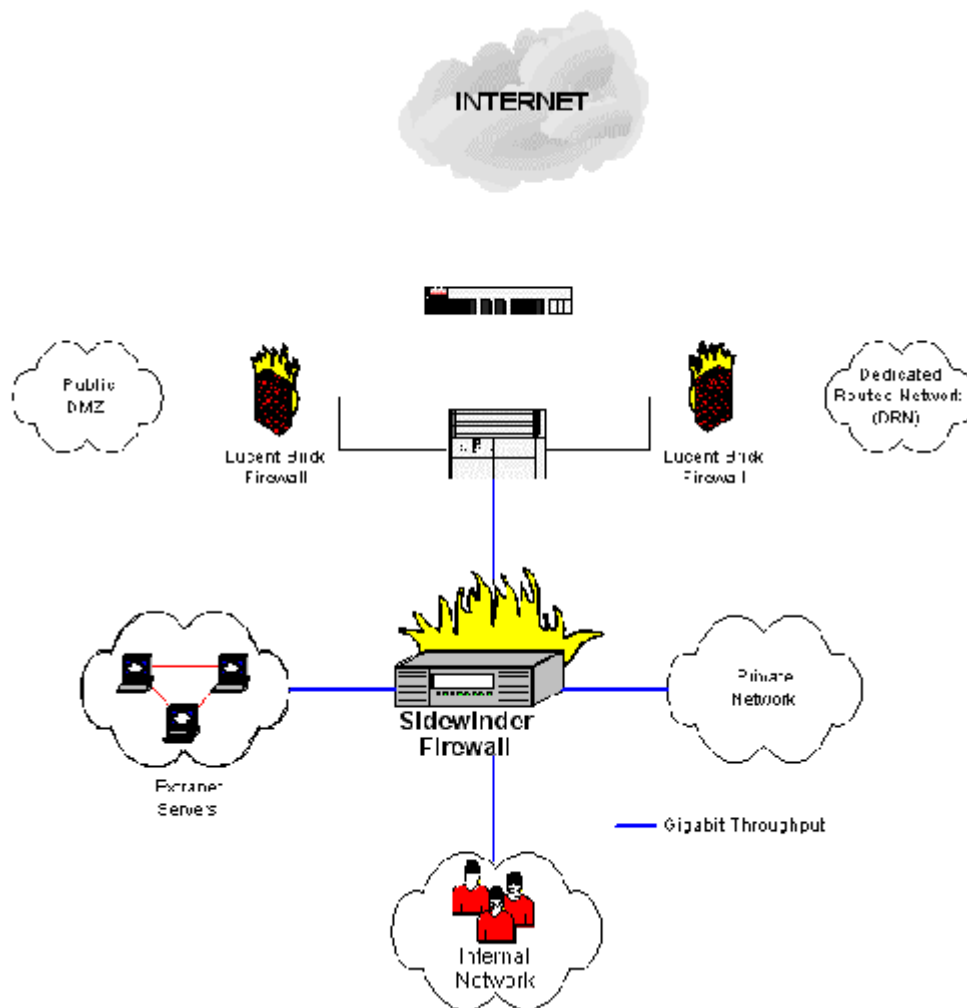 INTERNET
Public
DMZ
Lucent Brick
Firewall
Lucent Brick
Firewall
Dedicated
Routed Network
(DRN)
Sidewinder
Firewall
Private
Network
Extranet
Servers
Gigabit Throughput
Internal
Network